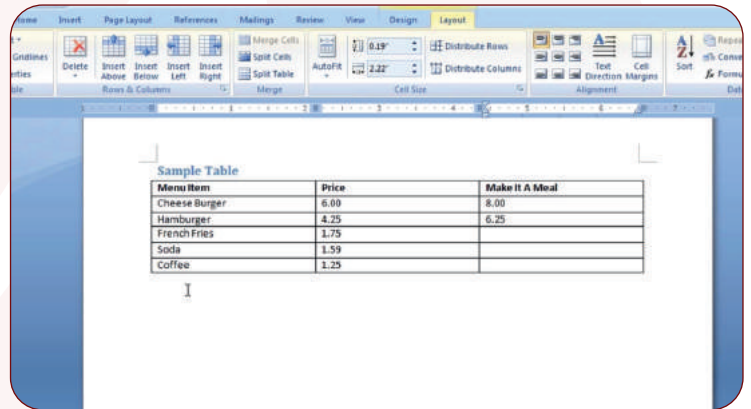 Home Insert Page Layout References Mailings Review View Design Layout
Gridlines
Delete
Insert Above
Insert Below
Insert Left
Insert Right
Rows & Columns
Merge Cells
Split Cells
Split Table
Merge
AutoFit
0.19"
2.22"
Distribute Rows
Distribute Columns
Cell Size
Text Direction
Cell Margins
Alignment
Sort
Sample Table
Menu Item Price Make It A Meal
Cheese Burger 6.00 8.00
Hamburger 4.25 6.25
French Fries 1.75
Soda 1.59
Coffee 1.25